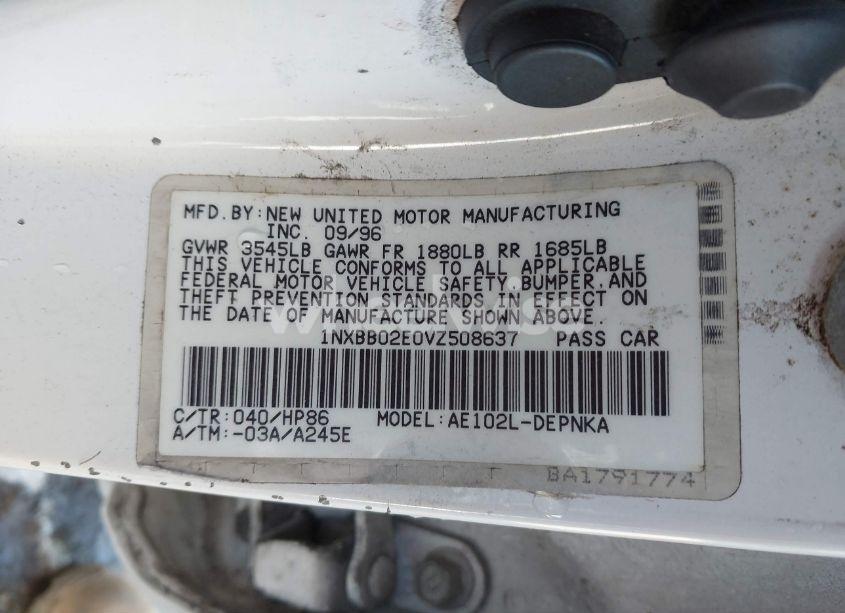 MFD. BY: NEW UNITED MOTOR MANUFACTURING
INC. 09/96
GVWR 3545LB GAWR FR 1880LB RR 1685LB
THIS VEHICLE CONFORMS TO ALL APPLICABLE
FEDERAL MOTOR VEHICLE SAFETY, BUMPER, AND
THEFT PREVENTION STANDARDS IN EFFECT ON
THE DATE OF MANUFACTURE SHOWN ABOVE.
1NXBB02E0VZ508637 PASS CAR
C/TR: 040/HP86 MODEL: AE102L-DEPNKA
A/TM: -03A/A245E
BA1791774